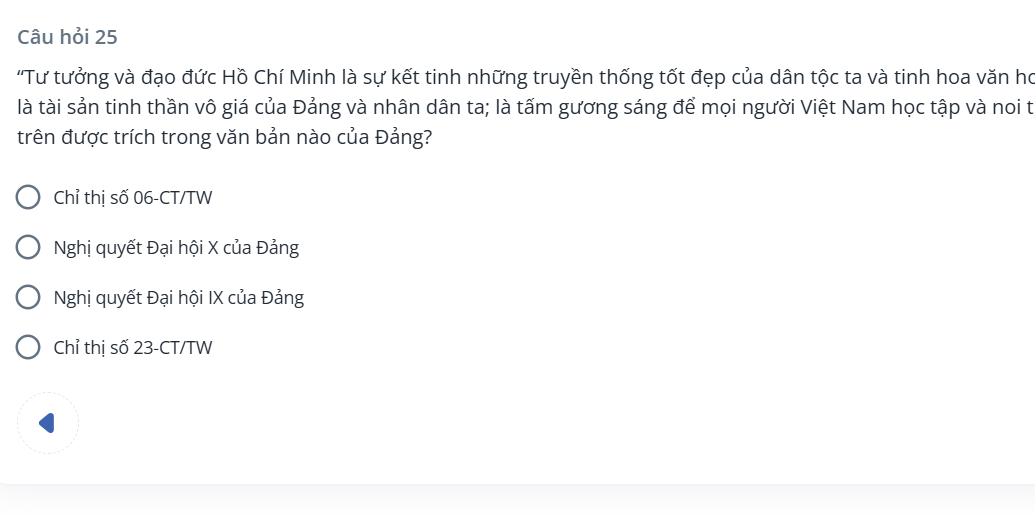 Câu hỏi 25
“Tư tưởng và đạo đức Hồ Chí Minh là sự kết tinh những truyền thống tốt đẹp của dân tộc ta và tinh hoa văn
là tài sản tinh thần vô giá của Đảng và nhân dân ta; là tấm gương sáng để mọi người Việt Nam học tập và noi
trên được trích trong văn bản nào của Đảng?
Chỉ thị số 06-CT/TW
Nghị quyết Đại hội X của Đảng
Nghị quyết Đại hội IX của Đảng
Chỉ thị số 23-CT/TW